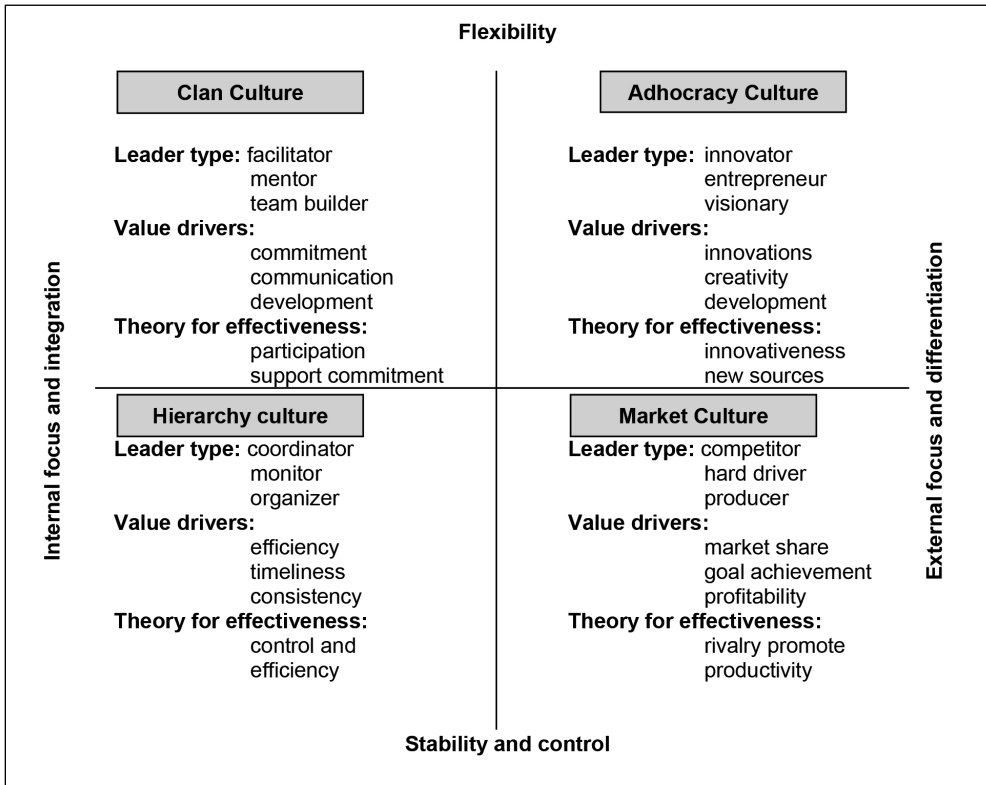 Flexibility
Clan Culture
Leader type: facilitator
mentor
team builder
Value drivers:
commitment
communication
development
Theory for effectiveness:
participation
support commitment
Adhocracy Culture
Leader type: innovator
entrepreneur
visionary
Value drivers:
innovations
creativity
development
Theory for effectiveness:
innovativeness
new sources
Internal focus and integration
External focus and differentiation
Hierarchy culture
Leader type: coordinator
monitor
organizer
Value drivers:
efficiency
timeliness
consistency
Theory for effectiveness:
control and
efficiency
Market Culture
Leader type: competitor
hard driver
producer
Value drivers:
market share
goal achievement
profitability
Theory for effectiveness:
rivalry promote
productivity
Stability and control